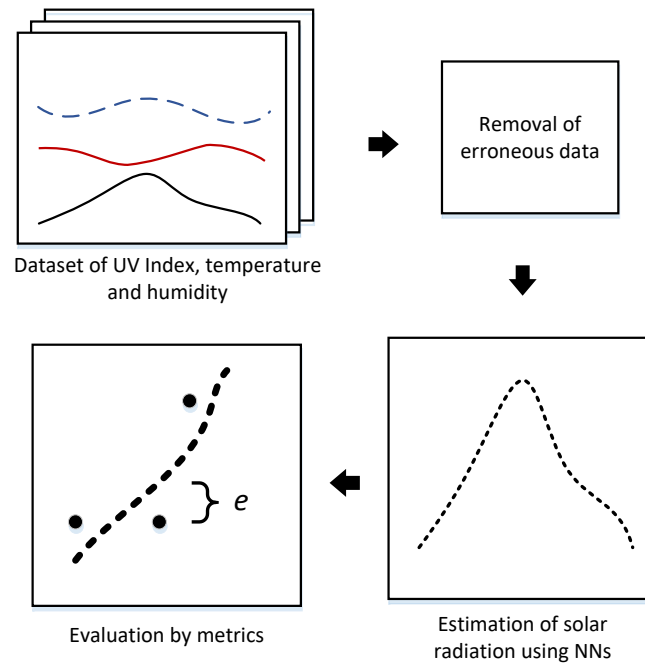 Removal of
erroneous data
Dataset of UV Index, temperature
and humidity
e
Evaluation by metrics
Estimation of solar
radiation using NNs